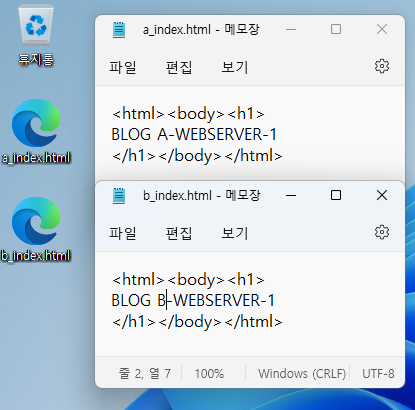 휴지통
a_index.html
b_index.html
a_index.html - 메모장
파일 편집 보기
<html><body><h1>
BLOG A-WEBSERVER-1
</h1></body></html>
b_index.html - 메모장
파일 편집 보기
<html><body><h1>
BLOG B-WEBSERVER-1
</h1></body></html>
줄 2, 열 7 100% Windows (CRLF) UTF-8